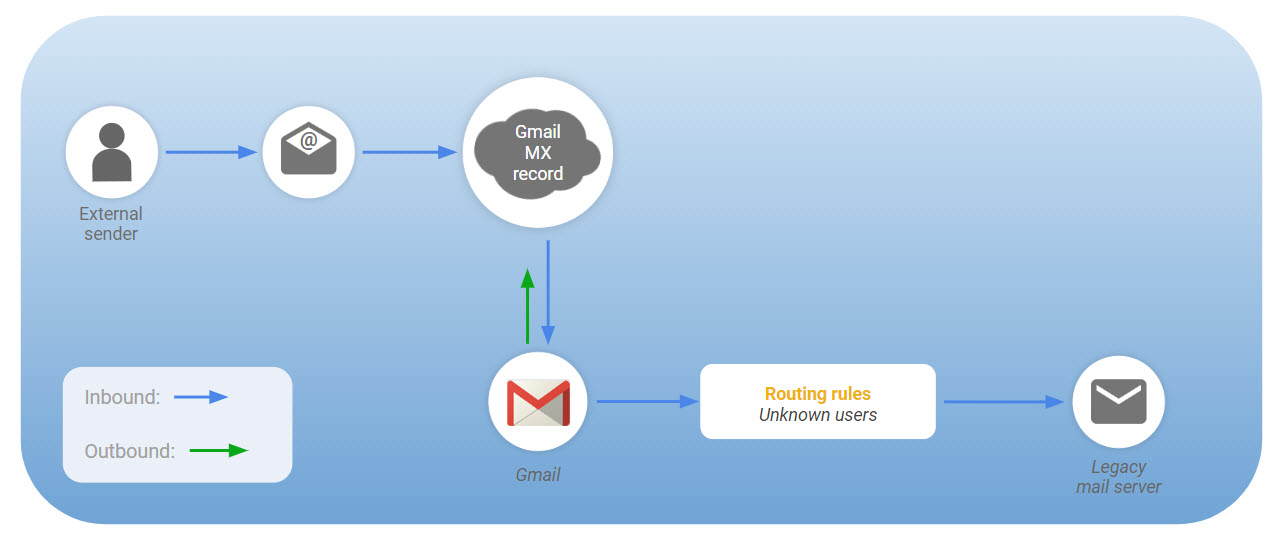 @
Gmail
MX
record
External
sender
Inbound:
Outbound:
Gmail
Routing rules
Unknown users
Legacy
mail server